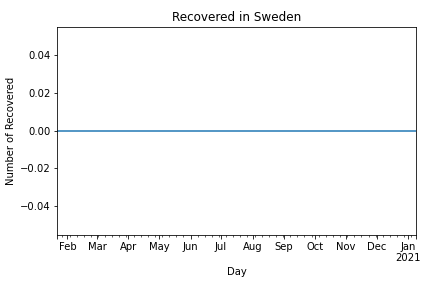 Recovered in Sweden
Number of Recovered
0.04
0.02
0.00
−0.02
−0.04
Feb Mar Apr May Jun Jul Aug Sep Oct Nov Dec Jan
2021
Day